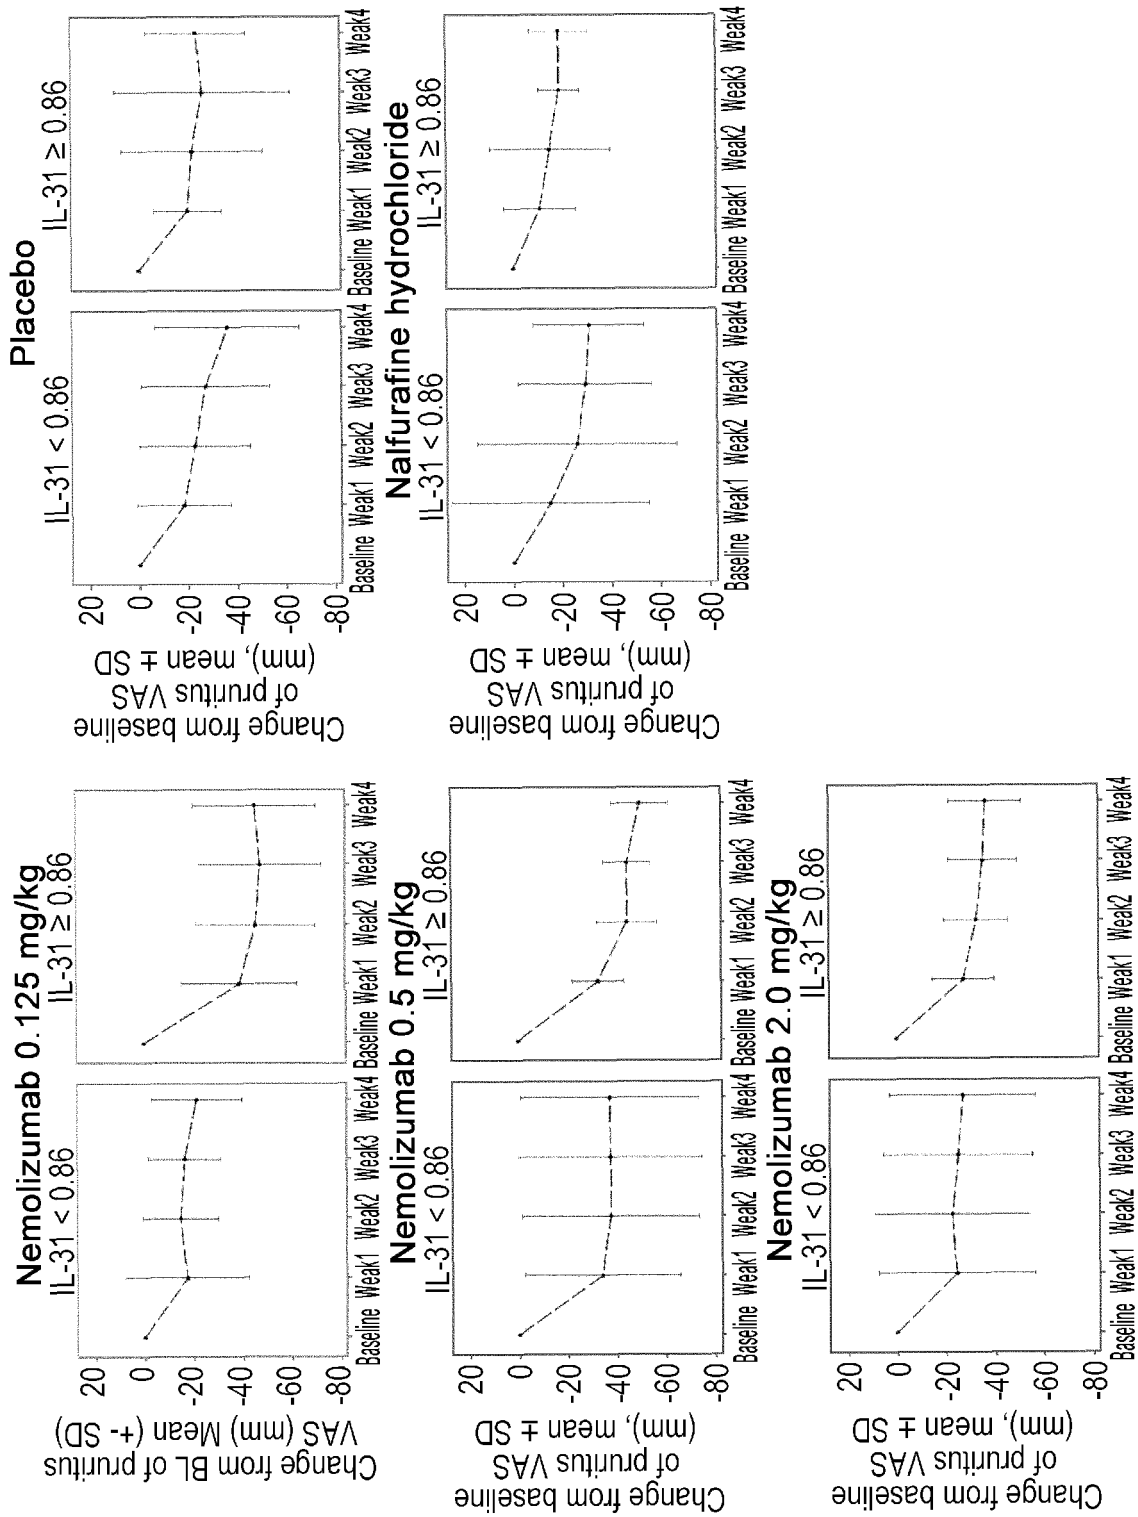 Nemolizumab 0.125 mg/kg
IL-31 < 0.86
IL-31 ≥ 0.86
Change from BL of pruritus
VAS (mm) Mean (+- SD)
20
0
-20
-40
-60
-80
Baseline Weak1 Weak2 Weak3 Weak4
Baseline Weak1 Weak2 Weak3 Weak4
Placebo
IL-31 < 0.86
IL-31 ≥ 0.86
Change from baseline
of pruritus VAS
(mm), mean ± SD
20
0
-20
-40
-60
-80
Baseline Weak1 Weak2 Weak3 Weak4
Baseline Weak1 Weak2 Weak3 Weak4
Nemolizumab 0.5 mg/kg
IL-31 < 0.86
IL-31 ≥ 0.86
Change from baseline
of pruritus VAS
(mm), mean ± SD
20
0
-20
-40
-60
-80
Baseline Weak1 Weak2 Weak3 Weak4
Baseline Weak1 Weak2 Weak3 Weak4
Nalfurafine hydrochloride
IL-31 < 0.86
IL-31 ≥ 0.86
Change from baseline
of pruritus VAS
(mm), mean ± SD
20
0
-20
-40
-60
-80
Baseline Weak1 Weak2 Weak3 Weak4
Baseline Weak1 Weak2 Weak3 Weak4
Nemolizumab 2.0 mg/kg
IL-31 < 0.86
IL-31 ≥ 0.86
Change from baseline
of pruritus VAS
(mm), mean ± SD
20
0
-20
-40
-60
-80
Baseline Weak1 Weak2 Weak3 Weak4
Baseline Weak1 Weak2 Weak3 Weak4